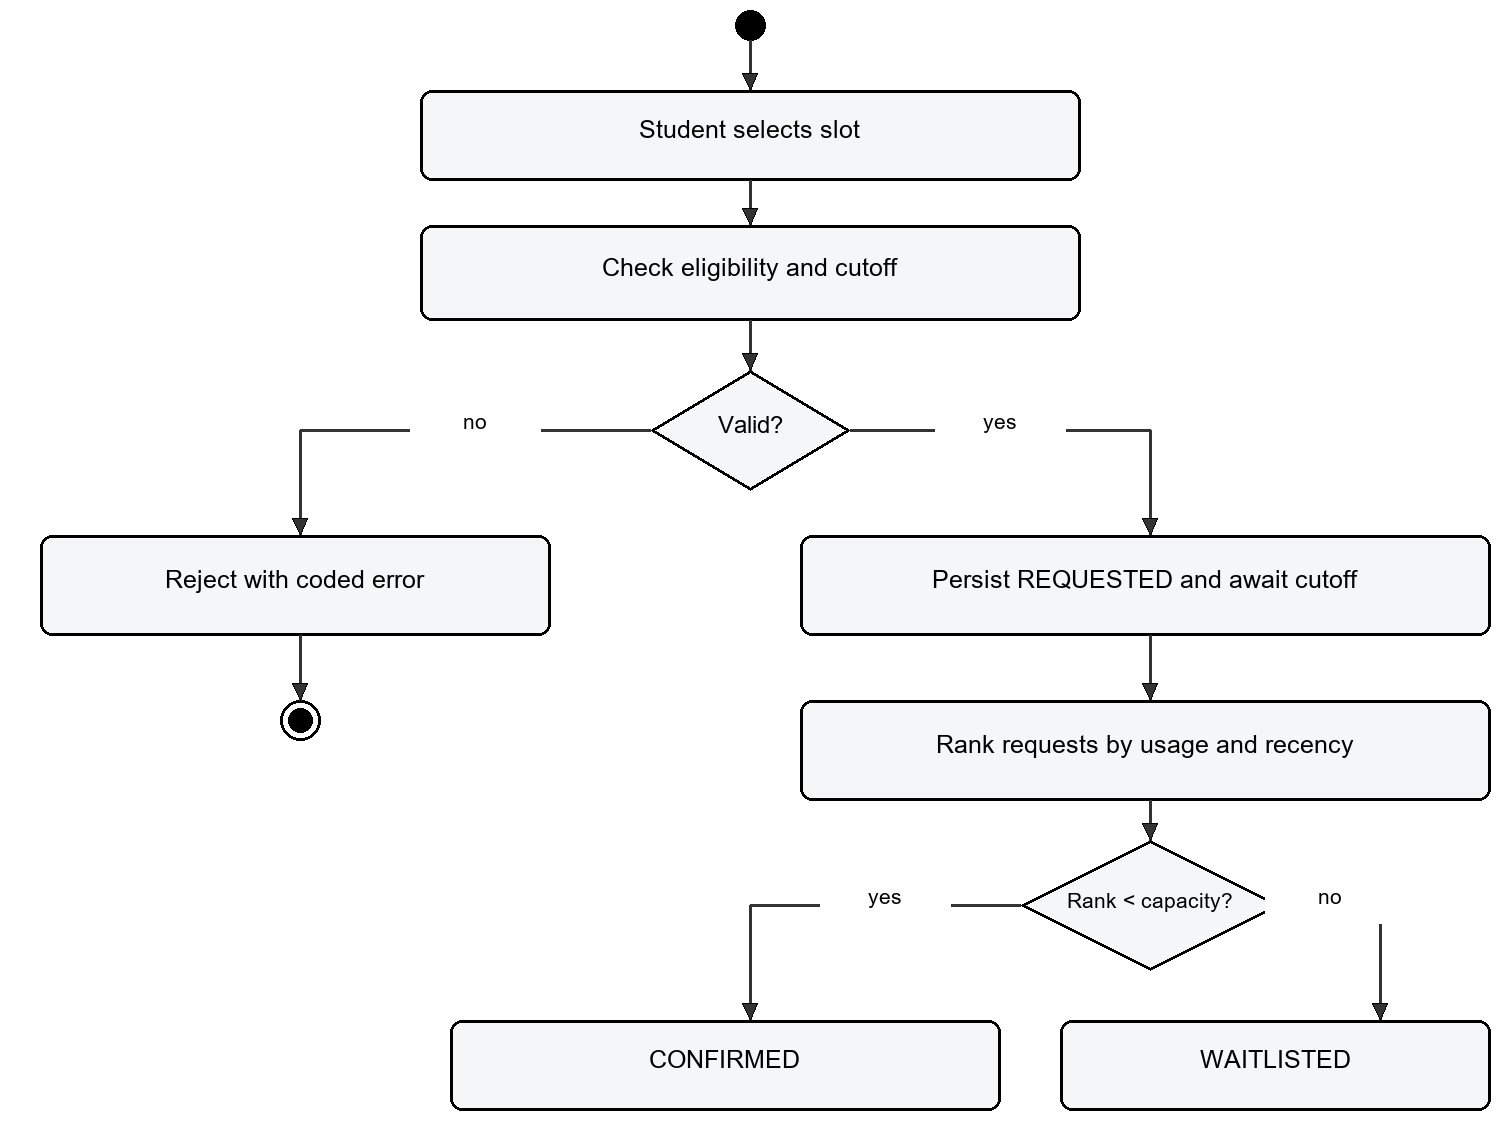 Student selects slot
Check eligibility and cutoff
Valid?
no
yes
Reject with coded error
Persist REQUESTED and await cutoff
Rank requests by usage and recency
Rank < capacity?
yes
no
CONFIRMED
WAITLISTED